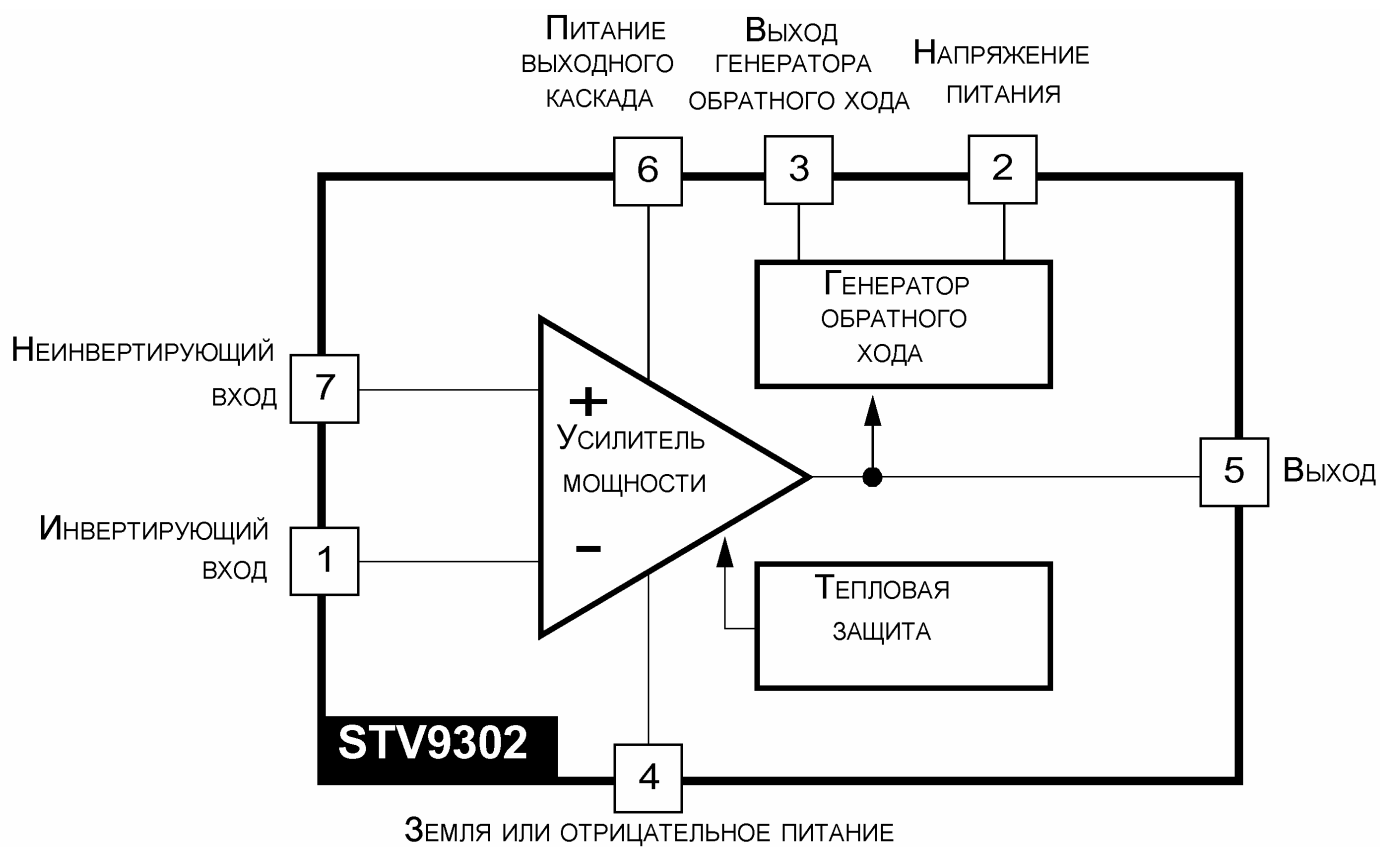 Питание
выходного
каскада
Выход
генератора
обратного хода
Напряжение
питания
6
3
2
Генератор
обратного
хода
Неинвертирующий
вход
7
+
Усилитель
мощности
-
5
Выход
Инвертирующий
вход
1
Тепловая
защита
STV9302
4
Земля или отрицательное питание